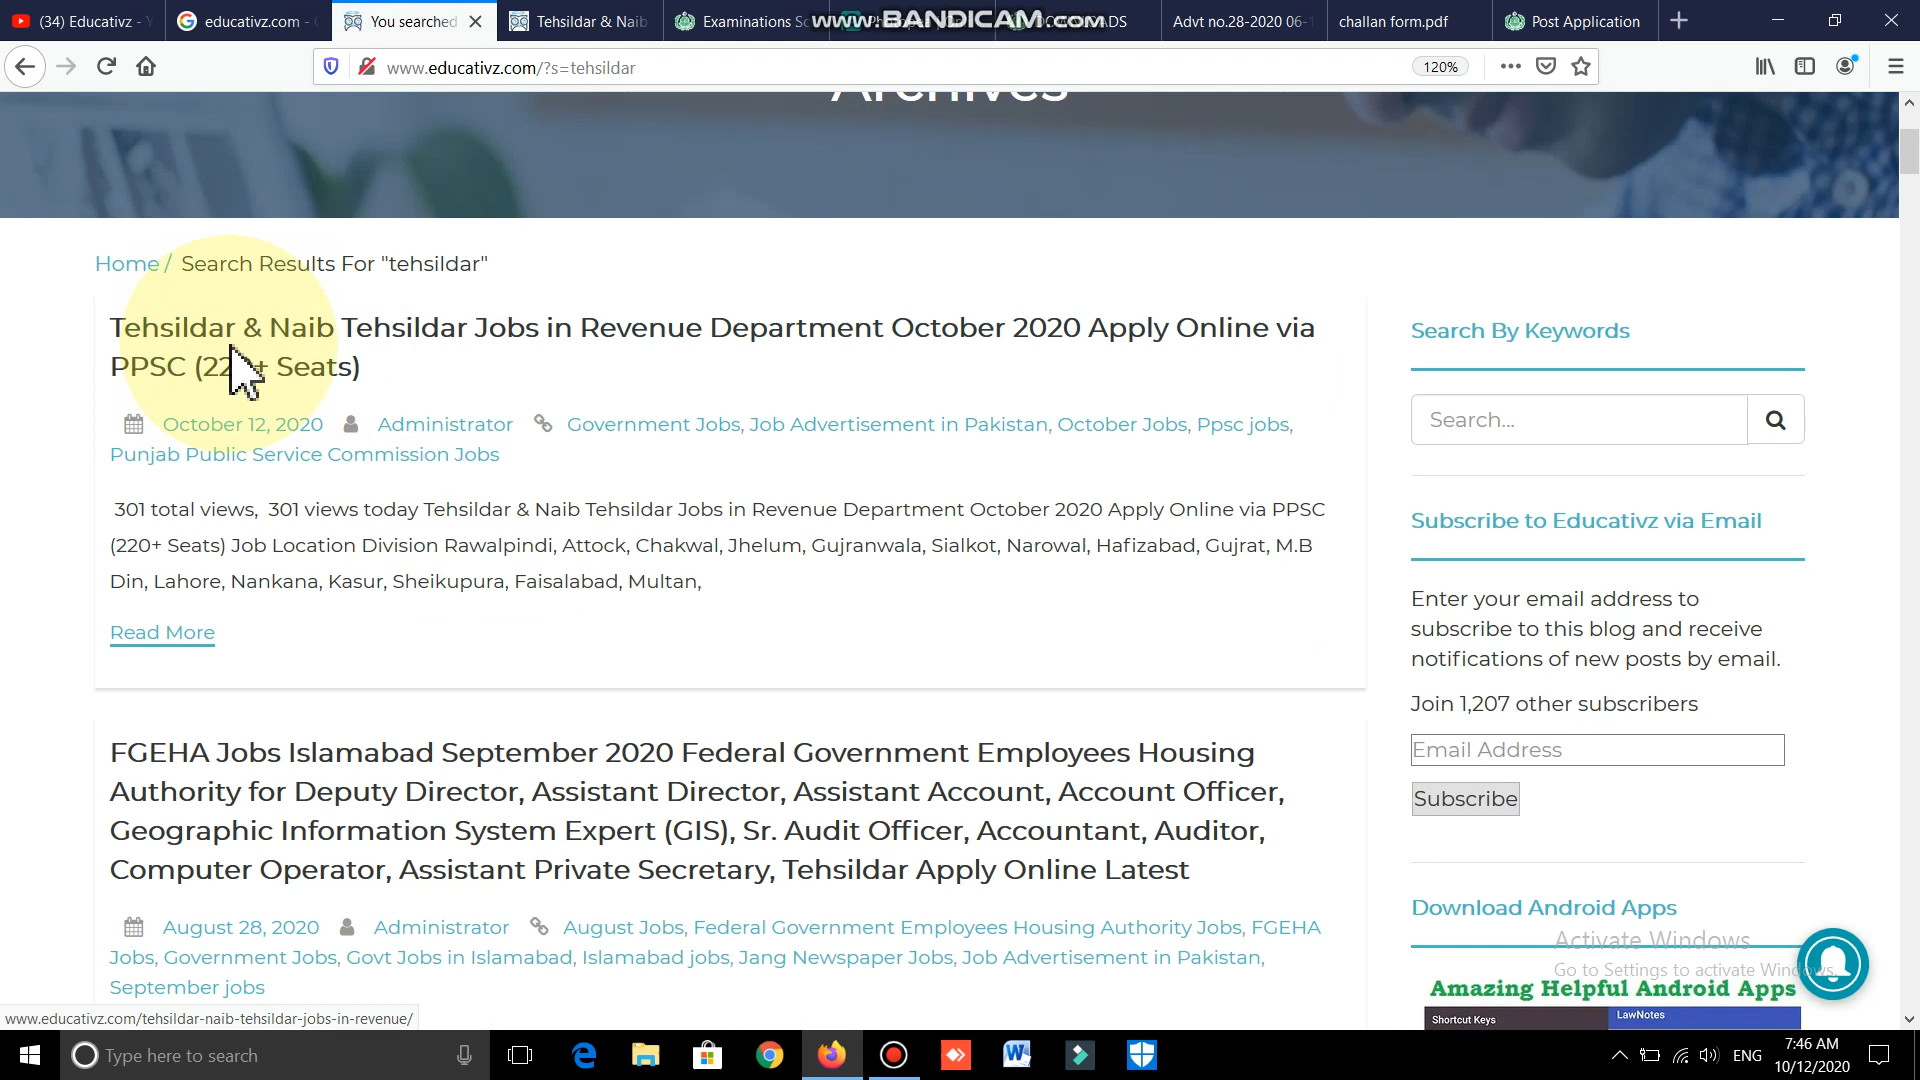 (34) Educativz -
educativz.com -
You searched
Tehsildar & Naib
Examinations Sc
Advt no.28-2020 06-1
challan form.pdf
Post Application
www.BANDICAM.com
www.educativz.com/?s=tehsildar
120%
Archives
Home / Search Results For "tehsildar"
Tehsildar & Naib Tehsildar Jobs in Revenue Department October 2020 Apply Online via
PPSC (220+ Seats)
October 12, 2020 Administrator Government Jobs, Job Advertisement in Pakistan, October Jobs, Ppsc jobs,
Punjab Public Service Commission Jobs
301 total views, 301 views today Tehsildar & Naib Tehsildar Jobs in Revenue Department October 2020 Apply Online via PPSC
(220+ Seats) Job Location Division Rawalpindi, Attock, Chakwal, Jhelum, Gujranwala, Sialkot, Narowal, Hafizabad, Gujrat, M.B
Din, Lahore, Nankana, Kasur, Sheikupura, Faisalabad, Multan,
Read More
FGEHA Jobs Islamabad September 2020 Federal Government Employees Housing
Authority for Deputy Director, Assistant Director, Assistant Account, Account Officer,
Geographic Information System Expert (GIS), Sr. Audit Officer, Accountant, Auditor,
Computer Operator, Assistant Private Secretary, Tehsildar Apply Online Latest
August 28, 2020 Administrator August Jobs, Federal Government Employees Housing Authority Jobs, FGEHA
Jobs, Government Jobs, Govt Jobs in Islamabad, Islamabad jobs, Jang Newspaper Jobs, Job Advertisement in Pakistan,
September jobs
Search By Keywords
Search...
Subscribe to Educativz via Email
Enter your email address to
subscribe to this blog and receive
notifications of new posts by email.
Join 1,207 other subscribers
Email Address
Subscribe
Download Android Apps
Activate Windows
Go to Settings to activate Windows.
Amazing Helpful Android Apps
Shortcut Keys
LawNotes
www.educativz.com/tehsildar-naib-tehsildar-jobs-in-revenue/
Type here to search
ENG
7:46 AM
10/12/2020